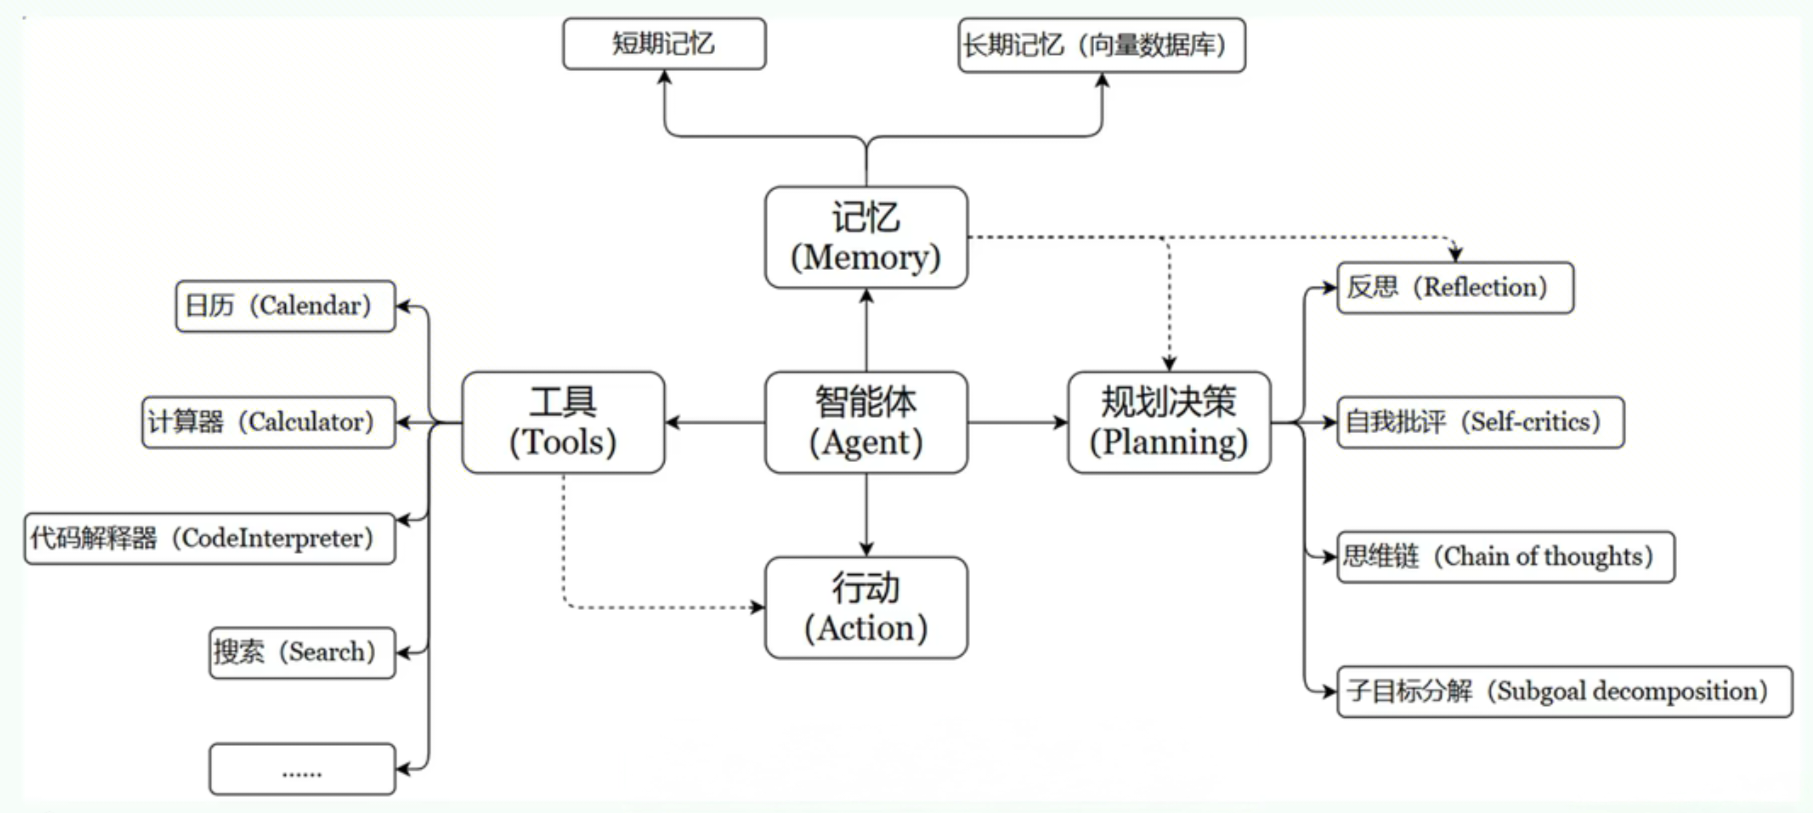 短期记忆
长期记忆（向量数据库）
记忆
(Memory)
日历（Calendar）
反思（Reflection）
计算器（Calculator）
工具
(Tools)
智能体
(Agent)
规划决策
(Planning)
自我批评（Self-critics）
代码解释器（CodeInterpreter）
思维链（Chain of thoughts）
行动
(Action)
搜索（Search）
子目标分解（Subgoal decomposition）
......